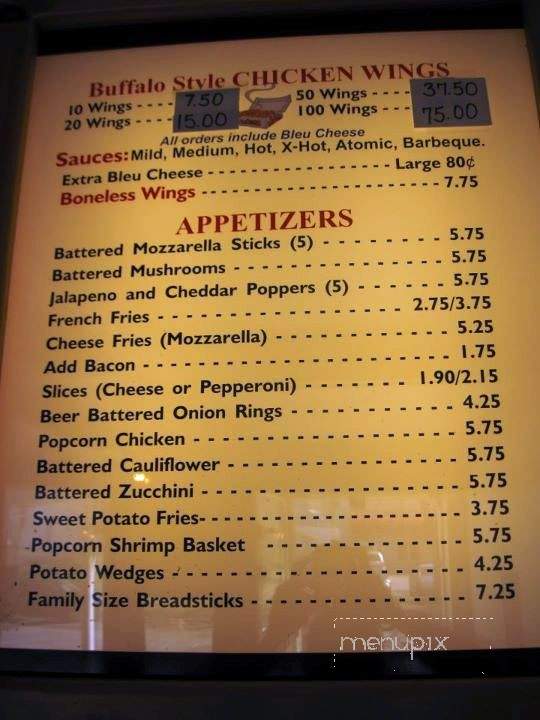 Buffalo Style CHICKEN WINGS
10 Wings - - - - 7.50 50 Wings - - - - 37.50
20 Wings - - - - 15.00 100 Wings - - - - 75.00
All orders include Bleu Cheese
Sauces: Mild, Medium, Hot, X-Hot, Atomic, Barbeque.
Extra Bleu Cheese - - - - - - - - - - - - - - - - - - Large 80¢
Boneless Wings - - - - - - - - - - - - - - - - - - - - - - - - 7.75
APPETIZERS
Battered Mozzarella Sticks (5) - - - - - - - - - 5.75
Battered Mushrooms - - - - - - - - - - - - - - - - 5.75
Jalapeno and Cheddar Poppers (5) - - - - - - 5.75
French Fries - - - - - - - - - - - - - - - - - - - 2.75/3.75
Cheese Fries (Mozzarella) - - - - - - - - - - - - - 5.25
Add Bacon - - - - - - - - - - - - - - - - - - - - - - - - 1.75
Slices (Cheese or Pepperoni) - - - - - - - 1.90/2.15
Beer Battered Onion Rings - - - - - - - - - - - - 4.25
Popcorn Chicken - - - - - - - - - - - - - - - - - - - - 5.75
Battered Cauliflower - - - - - - - - - - - - - - - - - 5.75
Battered Zucchini - - - - - - - - - - - - - - - - - - - 5.75
Sweet Potato Fries- - - - - - - - - - - - - - - - - - - - 3.75
Popcorn Shrimp Basket - - - - - - - - - - - - - - 5.75
Potato Wedges - - - - - - - - - - - - - - - - - - - - - 4.25
Family Size Breadsticks - - - - - - - - - - - - - - - - 7.25
menupix